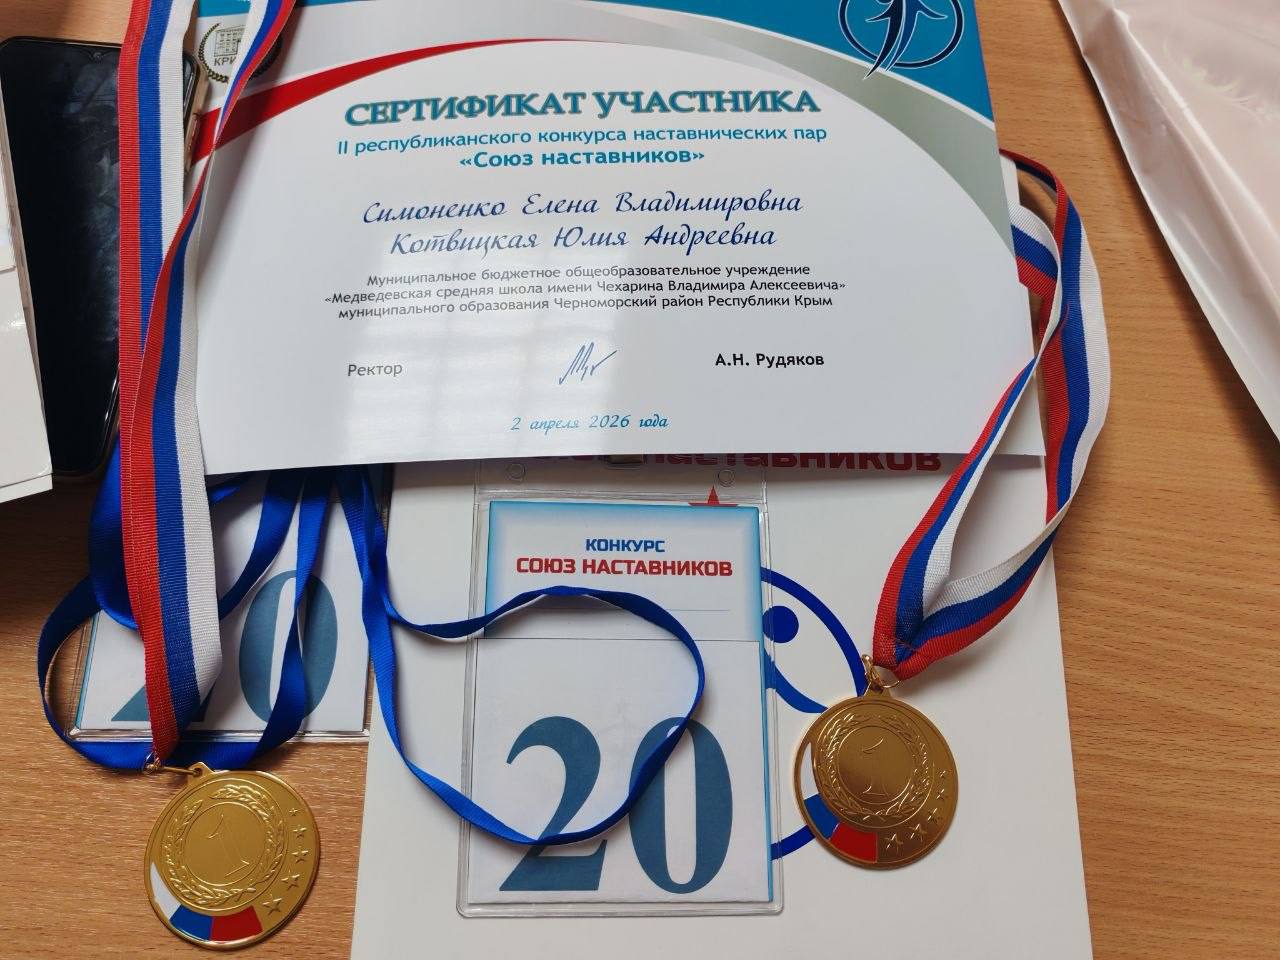 СЕРТИФИКАТ УЧАСТНИКА
II республиканского конкурса наставнических пар
«Союз наставников»
Симоненко Елена Владимировна
Котвицкая Юлия Андреевна
Муниципальное бюджетное общеобразовательное учреждение
«Медведевская средняя школа имени Чехарина Владимира Алексеевича»
муниципального образования Черноморский район Республики Крым
Ректор
А.Н. Рудяков
2 апреля 2026 года
наставников
КОНКУРС
СОЮЗ НАСТАВНИКОВ
20
20
1
1